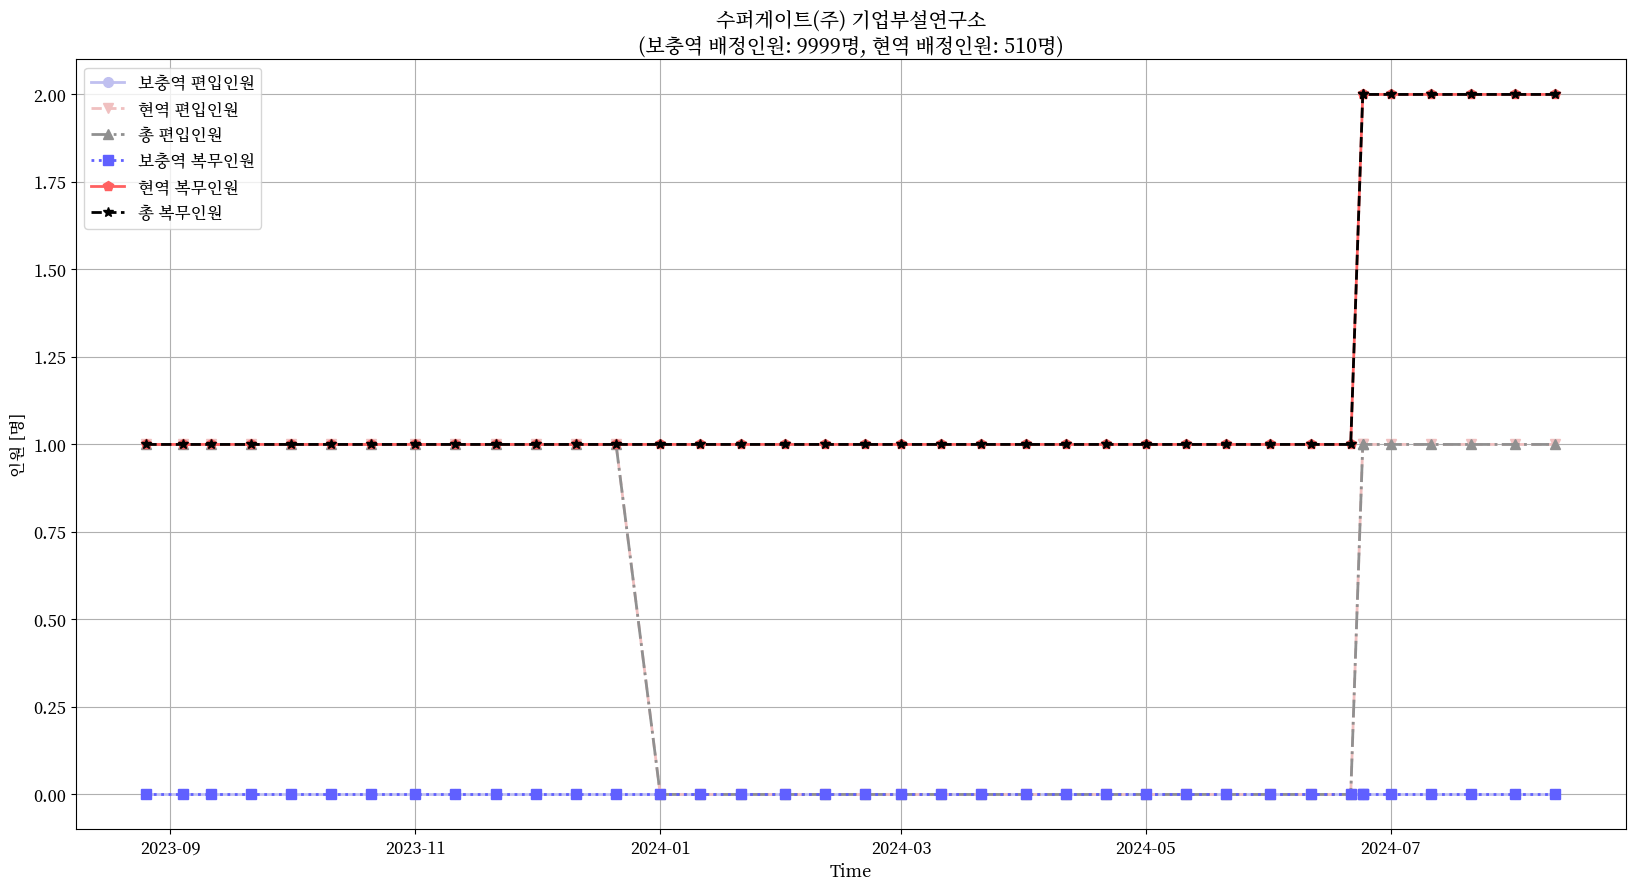 수퍼게이트(주) 기업부설연구소
(보충역 배정인원: 9999명, 현역 배정인원: 510명)
보충역 편입인원
현역 편입인원
총 편입인원
보충역 복무인원
현역 복무인원
총 복무인원
인원 [명]
2.00
1.75
1.50
1.25
1.00
0.75
0.50
0.25
0.00
2023-09
2023-11
2024-01
2024-03
2024-05
2024-07
Time